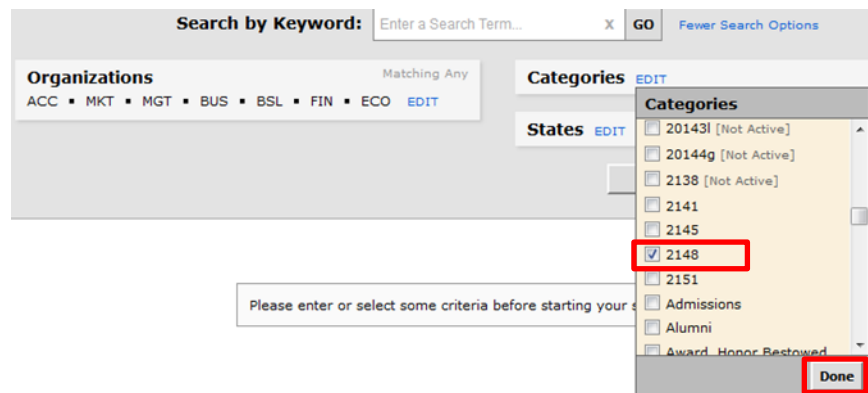 Search by Keyword: Enter a Search Term... X GO Fewer Search Options
Organizations Matching Any
ACC ▪ MKT ▪ MGT ▪ BUS ▪ BSL ▪ FIN ▪ ECO EDIT
Categories EDIT
States EDIT
Categories
20143l [Not Active]
20144g [Not Active]
2138 [Not Active]
2141
2145
2148
2151
Admissions
Alumni
Award, Honor Bestowed
Done
Please enter or select some criteria before starting your s